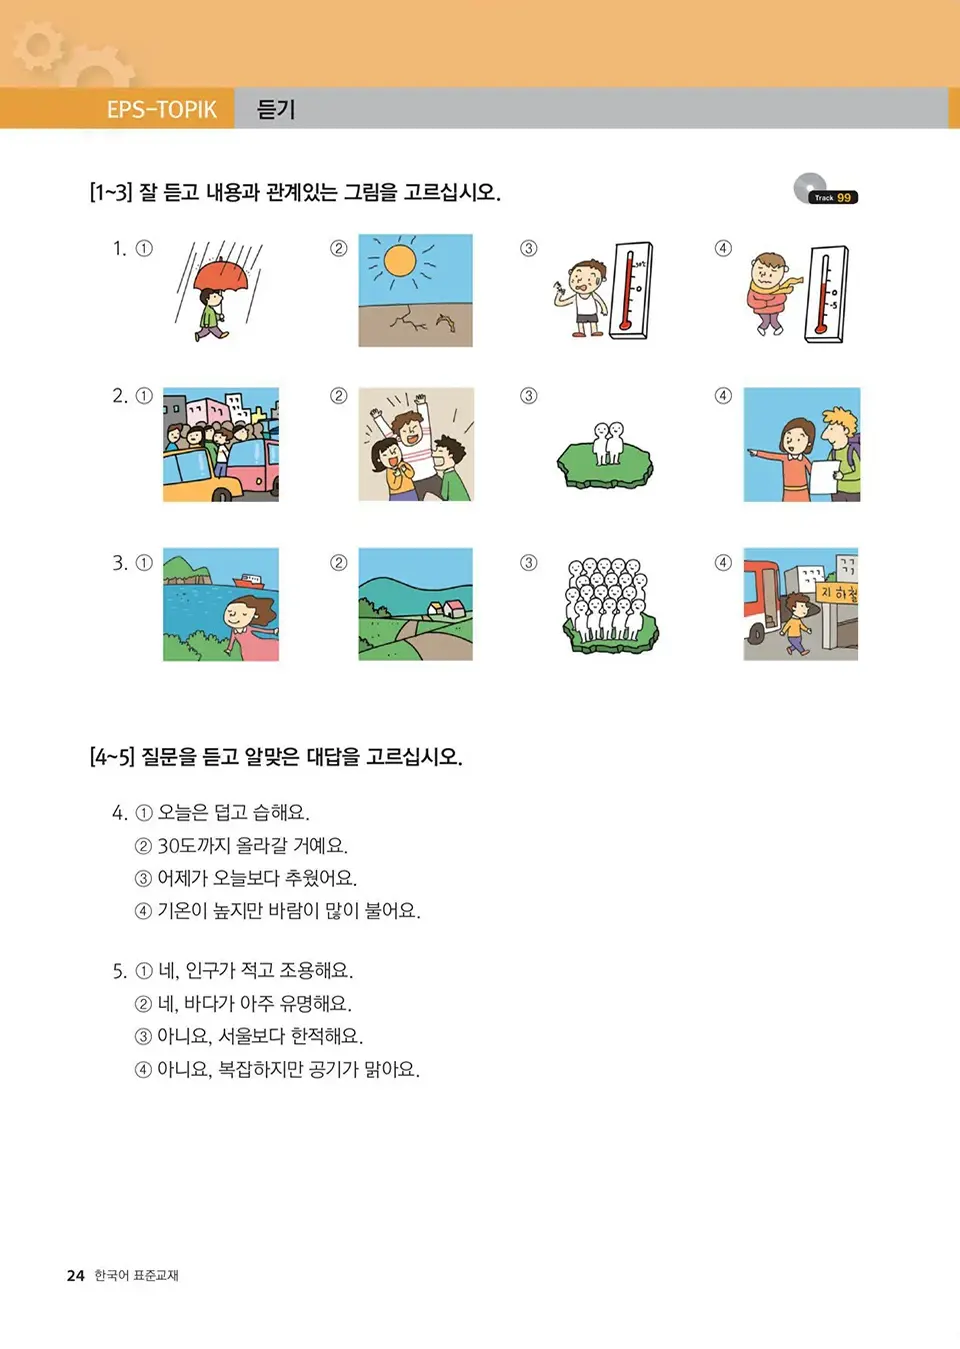 EPS-TOPIK 듣기
[1~3] 잘 듣고 내용과 관계있는 그림을 고르십시오.
Track 99
1. ① ② ③ ④
30℃
0
0
-5
2. ① ② ③ ④
3. ① ② ③ ④
지하철
[4~5] 질문을 듣고 알맞은 대답을 고르십시오.
4. ① 오늘은 덥고 습해요.
② 30도까지 올라갈 거예요.
③ 어제가 오늘보다 추웠어요.
④ 기온이 높지만 바람이 많이 불어요.
5. ① 네, 인구가 적고 조용해요.
② 네, 바다가 아주 유명해요.
③ 아니요, 서울보다 한적해요.
④ 아니요, 복잡하지만 공기가 맑아요.
24 한국어 표준교재